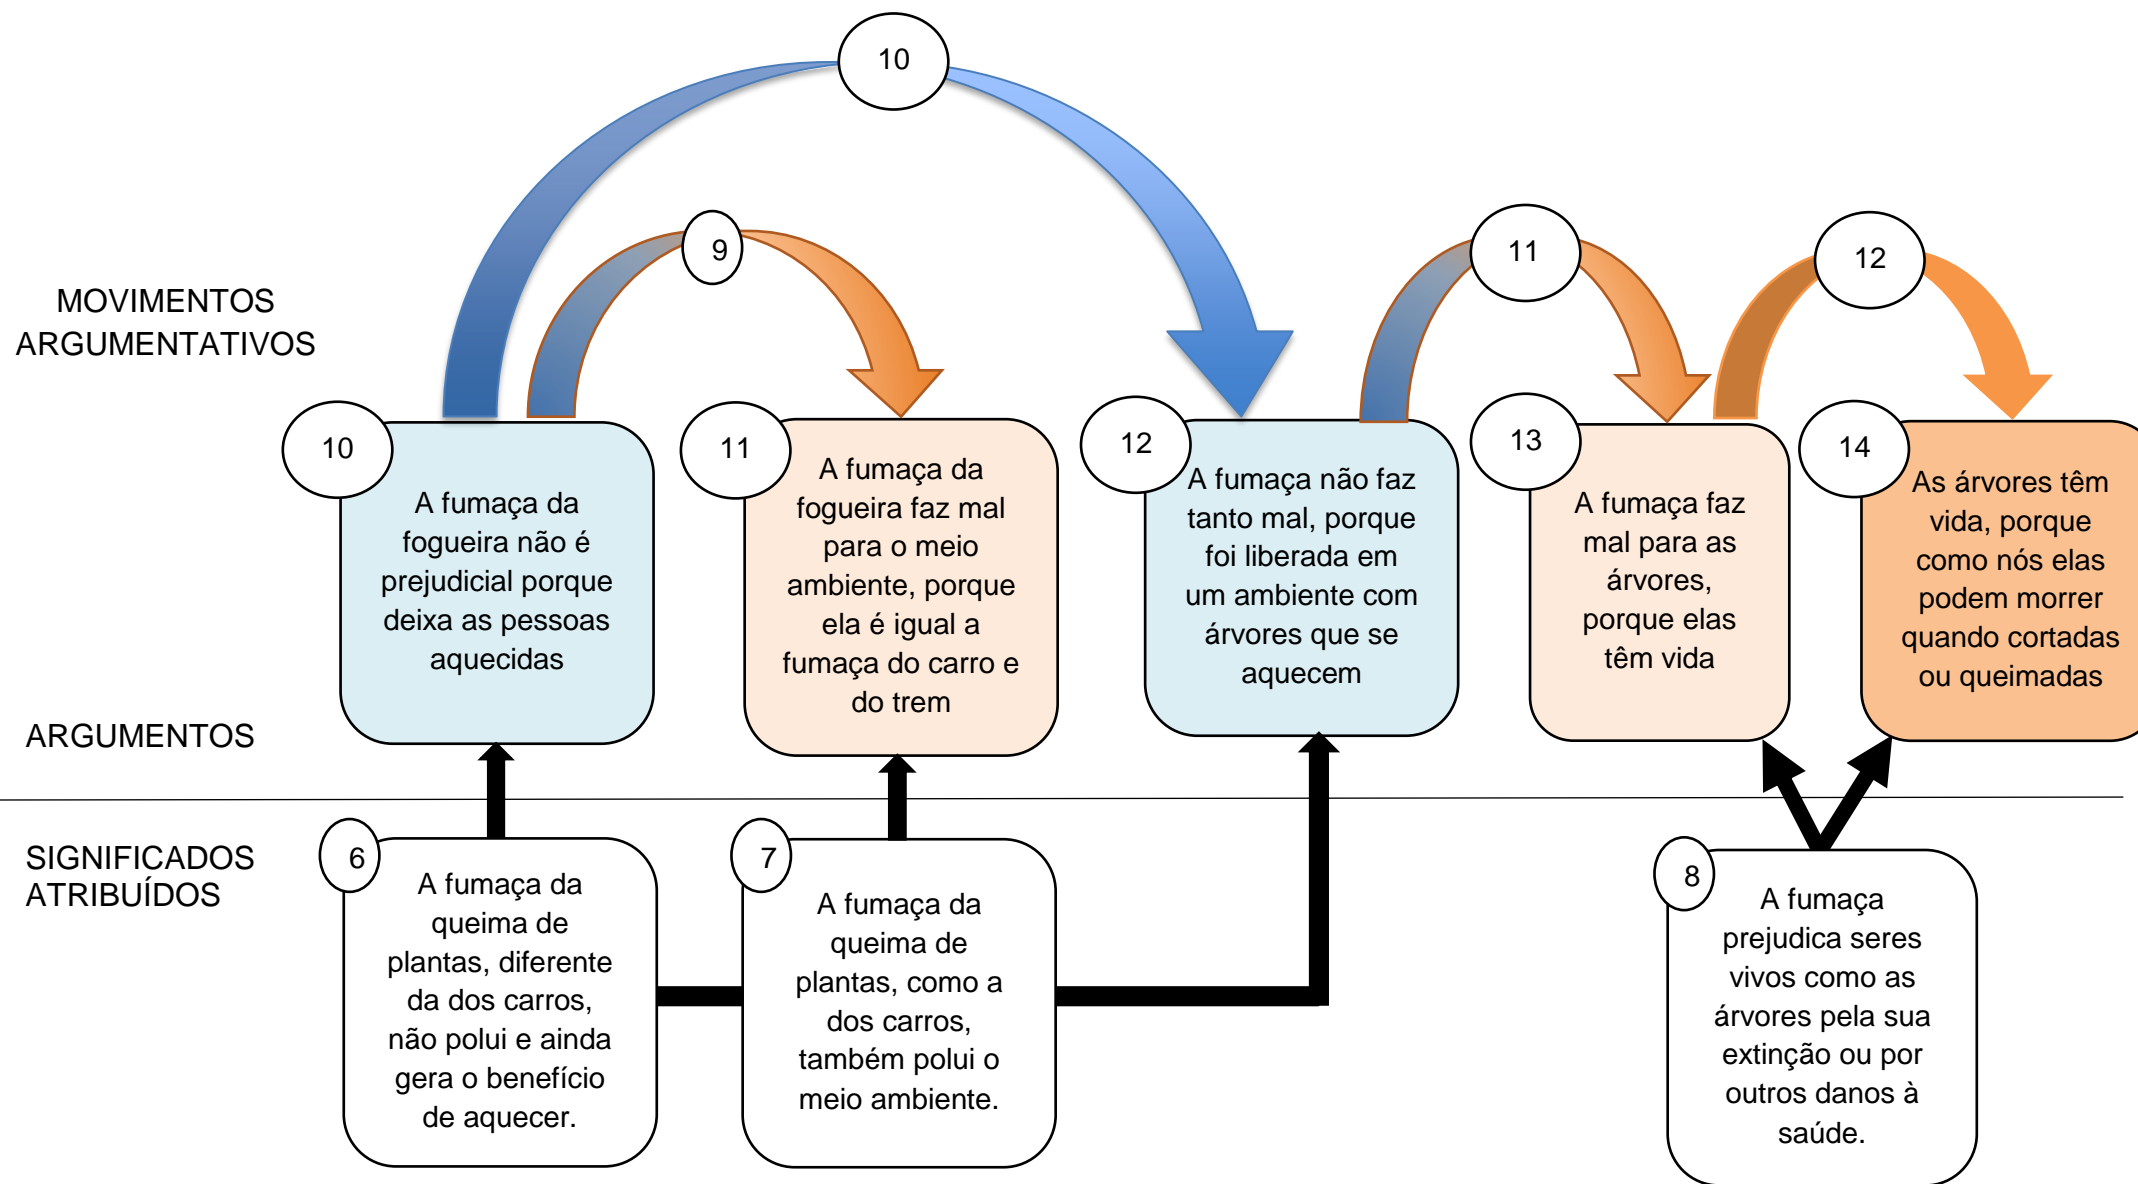 10
9
11
12
MOVIMENTOS
ARGUMENTATIVOS
10
A fumaça da
fogueira não é
prejudicial porque
deixa as pessoas
aquecidas
11
A fumaça da
fogueira faz mal
para o meio
ambiente, porque
ela é igual a
fumaça do carro e
do trem
12
A fumaça não faz
tanto mal, porque
foi liberada em
um ambiente com
árvores que se
aquecem
13
A fumaça faz
mal para as
árvores,
porque elas
têm vida
14
As árvores têm
vida, porque
como nós elas
podem morrer
quando cortadas
ou queimadas
ARGUMENTOS
SIGNIFICADOS
ATRIBUÍDOS
6
A fumaça da
queima de
plantas, diferente
da dos carros,
não polui e ainda
gera o benefício
de aquecer.
7
A fumaça da
queima de
plantas, como a
dos carros,
também polui o
meio ambiente.
8
A fumaça
prejudica seres
vivos como as
árvores pela sua
extinção ou por
outros danos à
saúde.